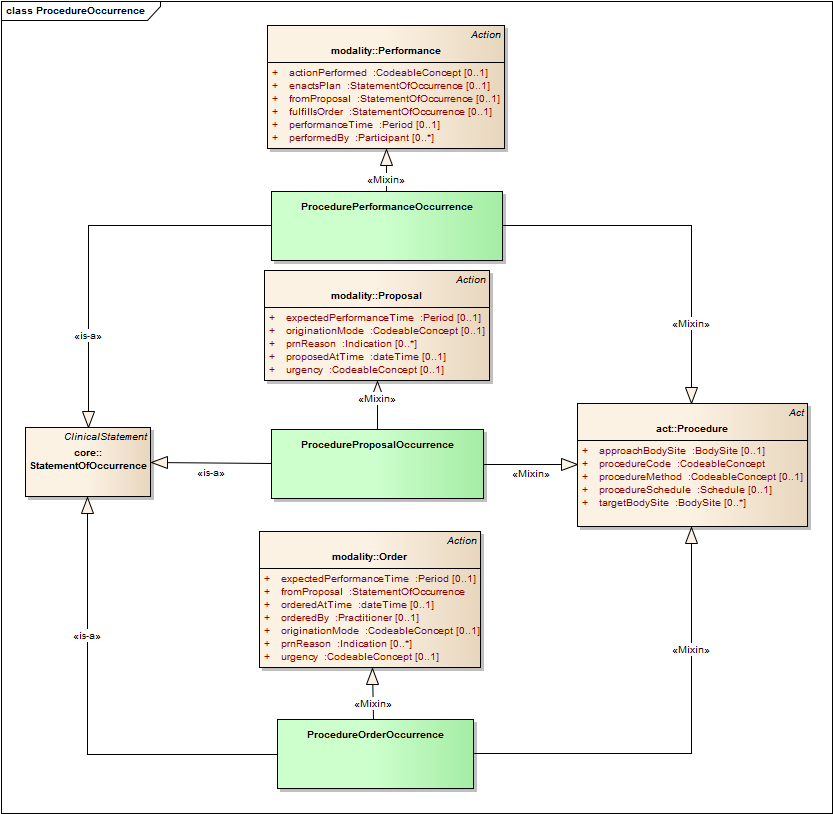 class ProcedureOccurrence
Action
modality::Performance
+ actionPerformed :CodeableConcept [0..1]
+ enactsPlan :StatementOfOccurrence [0..1]
+ fromProposal :StatementOfOccurrence [0..1]
+ fulfillsOrder :StatementOfOccurrence [0..1]
+ performanceTime :Period [0..1]
+ performedBy :Participant [0..*]
«Mixin»
ProcedurePerformanceOccurrence
Action
modality::Proposal
+ expectedPerformanceTime :Period [0..1]
+ originationMode :CodeableConcept [0..1]
+ prnReason :Indication [0..*]
+ proposedAtTime :dateTime [0..1]
+ urgency :CodeableConcept [0..1]
«is-a»
«Mixin»
«Mixin»
ClinicalStatement
core::
StatementOfOccurrence
ProcedureProposalOccurrence
«is-a»
«Mixin»
Act
act::Procedure
+ approachBodySite :BodySite [0..1]
+ procedureCode :CodeableConcept
+ procedureMethod :CodeableConcept [0..1]
+ procedureSchedule :Schedule [0..1]
+ targetBodySite :BodySite [0..*]
Action
modality::Order
+ expectedPerformanceTime :Period [0..1]
+ fromProposal :StatementOfOccurrence
+ orderedAtTime :dateTime [0..1]
+ orderedBy :Practitioner [0..1]
+ originationMode :CodeableConcept [0..1]
+ prnReason :Indication [0..*]
+ urgency :CodeableConcept [0..1]
«is-a»
«Mixin»
«Mixin»
ProcedureOrderOccurrence